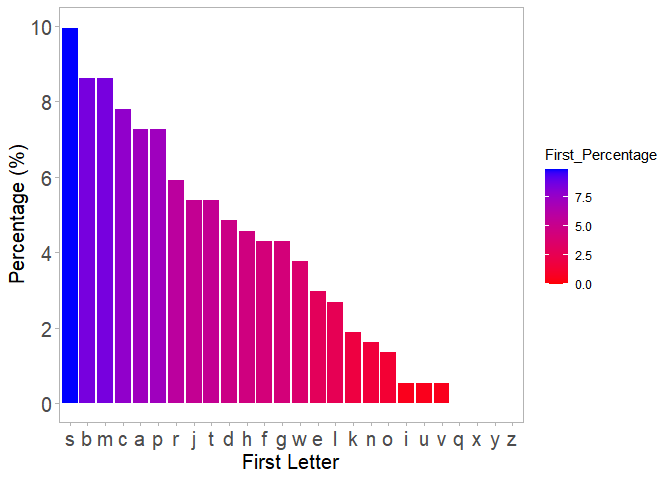 Percentage (%)
10
8
6
4
2
0
s b m c a p r j t d h f g w e l k n o i u v q x y z
First Letter
First_Percentage
7.5
5.0
2.5
0.0